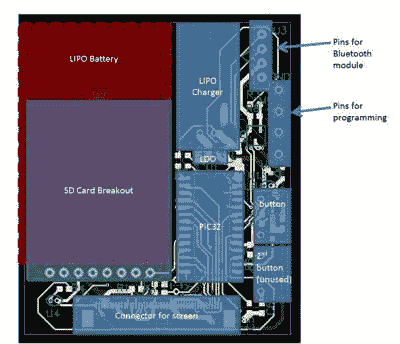 LIPO Battery
LIPO
Charger
Pins for
Bluetooth
module
Pins for
programming
LDO
SD Card Breakout
PIC32
button
2nd
button
(unused)
Connector for screen
U4